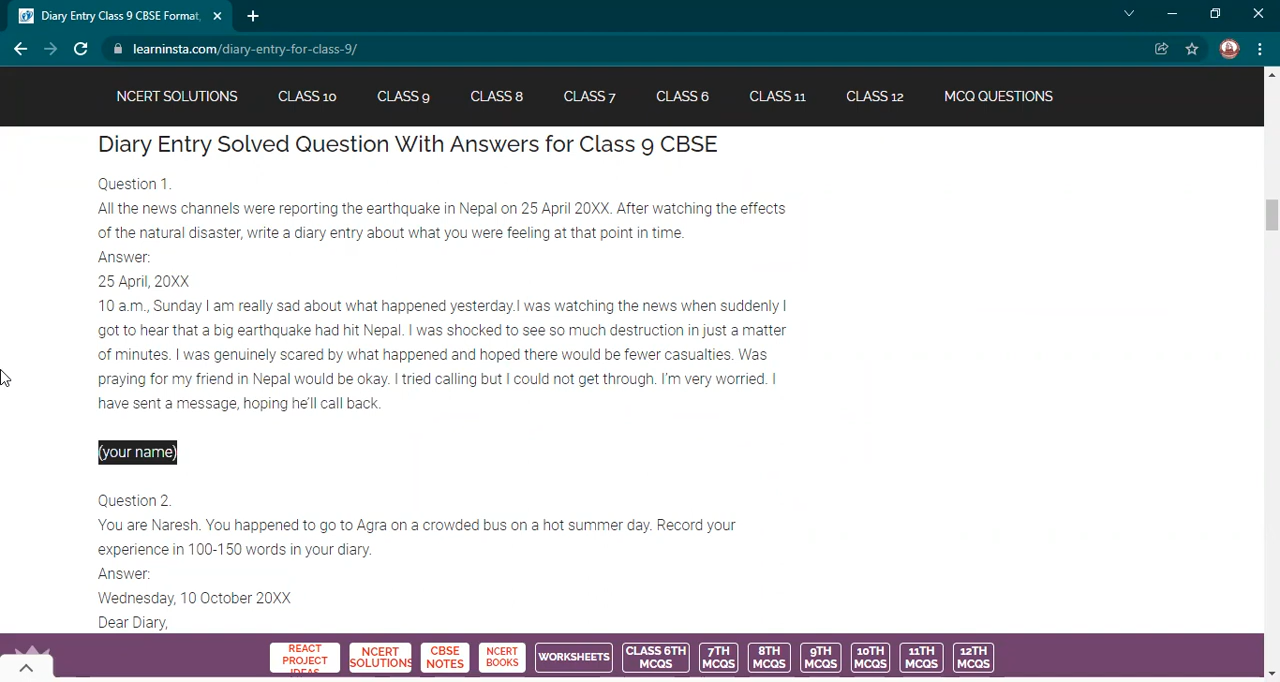 Diary Entry Class 9 CBSE Format,
learninsta.com/diary-entry-for-class-9/
NCERT SOLUTIONS CLASS 10 CLASS 9 CLASS 8 CLASS 7 CLASS 6 CLASS 11 CLASS 12 MCQ QUESTIONS
Diary Entry Solved Question With Answers for Class 9 CBSE
Question 1.
All the news channels were reporting the earthquake in Nepal on 25 April 20XX. After watching the effects
of the natural disaster, write a diary entry about what you were feeling at that point in time.
Answer:
25 April, 20XX
10 a.m., Sunday I am really sad about what happened yesterday.I was watching the news when suddenly I
got to hear that a big earthquake had hit Nepal. I was shocked to see so much destruction in just a matter
of minutes. I was genuinely scared by what happened and hoped there would be fewer casualties. Was
praying for my friend in Nepal would be okay. I tried calling but I could not get through. I’m very worried. I
have sent a message, hoping he’ll call back.
(your name)
Question 2.
You are Naresh. You happened to go to Agra on a crowded bus on a hot summer day. Record your
experience in 100-150 words in your diary.
Answer:
Wednesday, 10 October 20XX
Dear Diary,
REACT PROJECT IDEAS
NCERT SOLUTIONS
CBSE NOTES
NCERT BOOKS
WORKSHEETS
CLASS 6TH MCQS
7TH MCQS
8TH MCQS
9TH MCQS
10TH MCQS
11TH MCQS
12TH MCQS